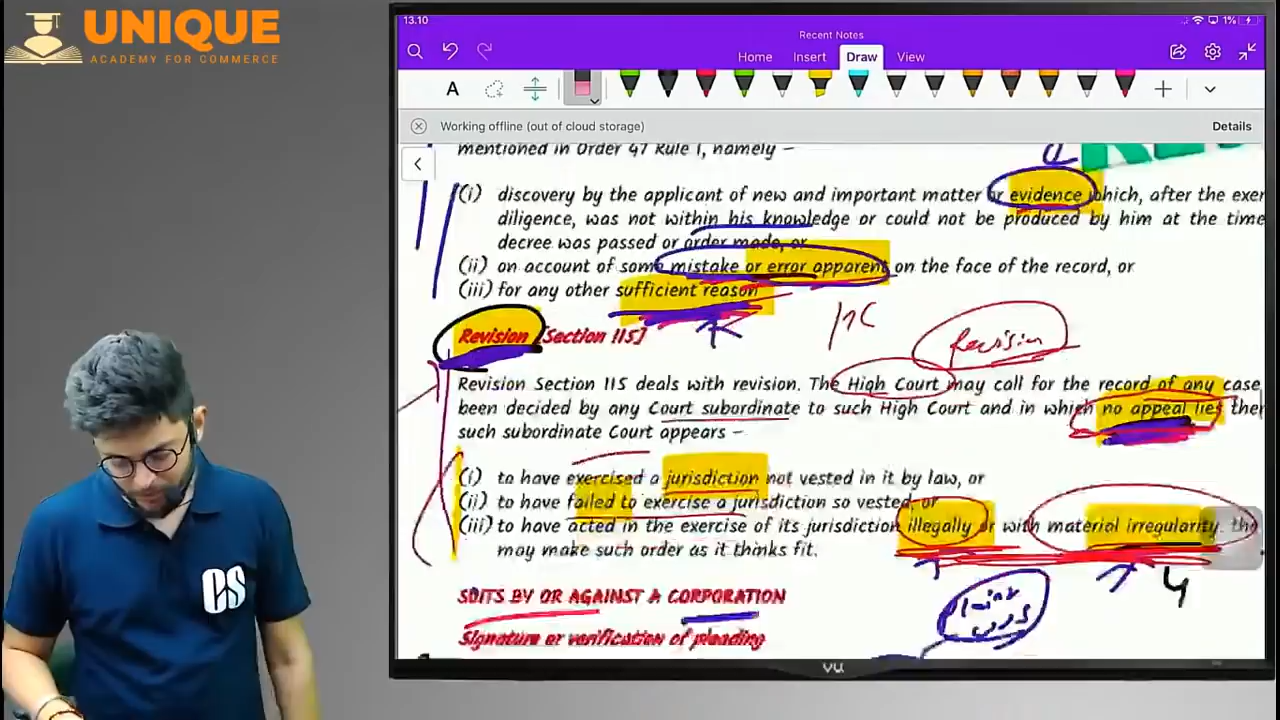 UNIQUE
ACADEMY FOR COMMERCE
13.10
1%
Recent Notes
Home Insert Draw View
A
Working offline (out of cloud storage)
Details
mentioned in Order 47 Rule 1, namely –
(i) discovery by the applicant of new and important matter or evidence which, after the exer
diligence, was not within his knowledge or could not be produced by him at the time
decree was passed or order made, or
(ii) on account of some mistake or error apparent on the face of the record, or
(iii) for any other sufficient reason
Revision [Section 115]
Revision
Revision Section 115 deals with revision. The High Court may call for the record of any case
been decided by any Court subordinate to such High Court and in which no appeal lies ther
such subordinate Court appears –
(i) to have exercised a jurisdiction not vested in it by law, or
(ii) to have failed to exercise a jurisdiction so vested, or
(iii) to have acted in the exercise of its jurisdiction illegally or with material irregularity. the
may make such order as it thinks fit.
4
SUITS BY OR AGAINST A CORPORATION
Signature or verification of pleading
CS
VU